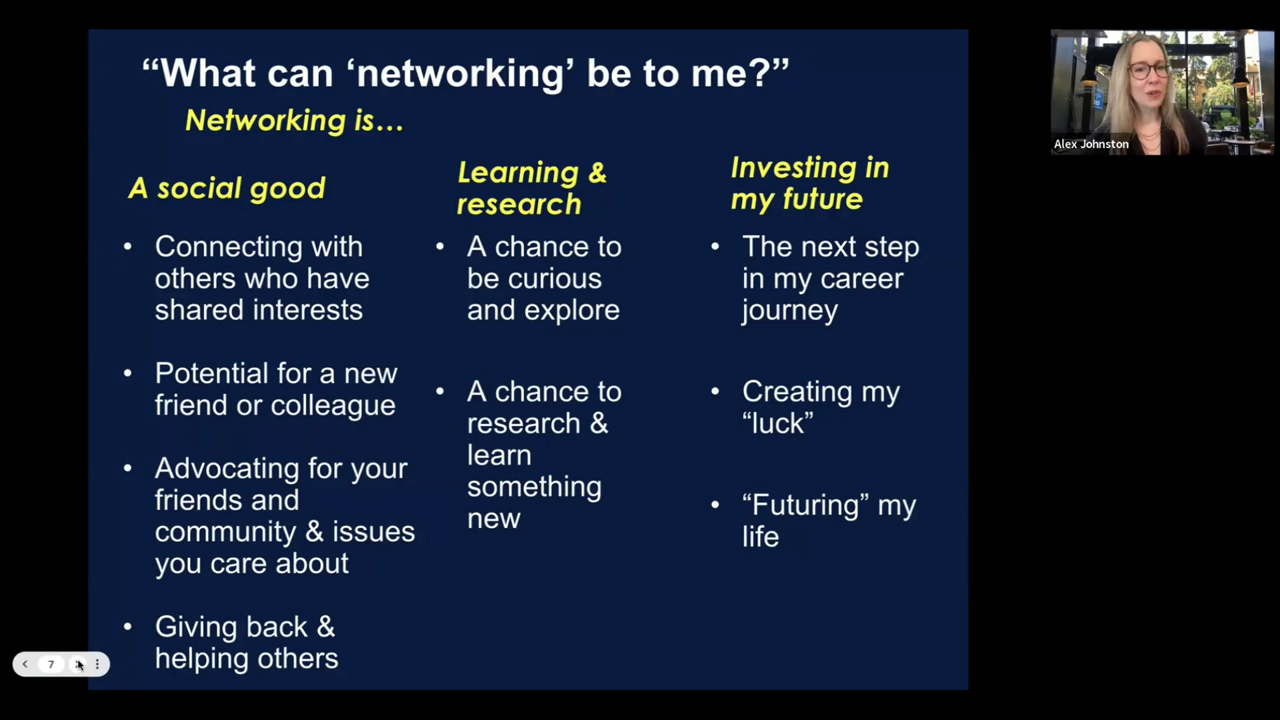 “What can ‘networking’ be to me?”
Networking is…
A social good
• Connecting with
others who have
shared interests
• Potential for a new
friend or colleague
• Advocating for your
friends and
community & issues
you care about
• Giving back &
helping others
Learning &
research
• A chance to
be curious
and explore
• A chance to
research &
learn
something
new
Investing in
my future
• The next step
in my career
journey
• Creating my
“luck”
• “Futuring” my
life
Alex Johnston
7